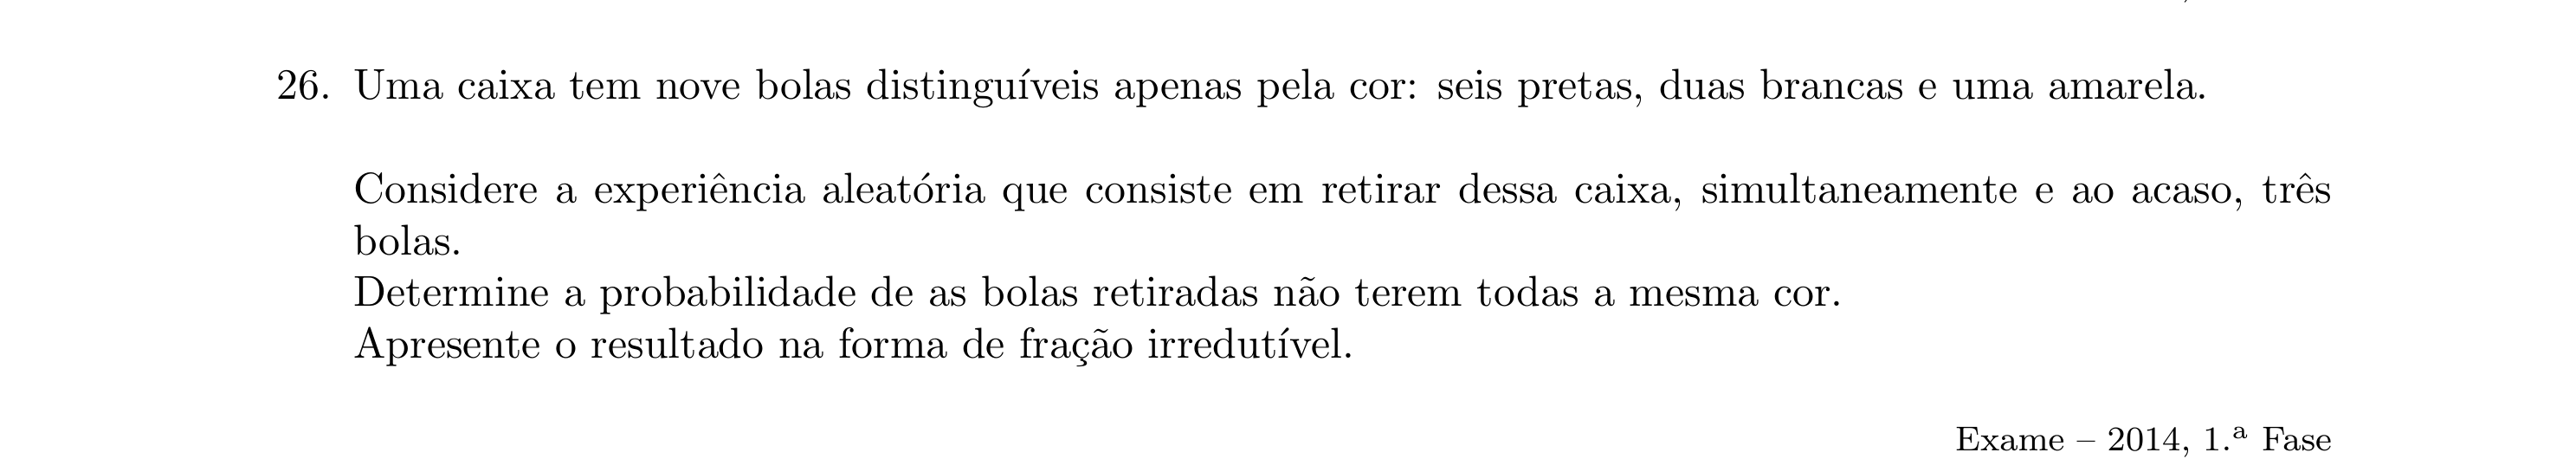 26. Uma caixa tem nove bolas distinguíveis apenas pela cor: seis pretas, duas brancas e uma amarela.
Considere a experiência aleatória que consiste em retirar dessa caixa, simultaneamente e ao acaso, três
bolas.
Determine a probabilidade de as bolas retiradas não terem todas a mesma cor.
Apresente o resultado na forma de fração irredutível.
Exame – 2014, 1.ª Fase